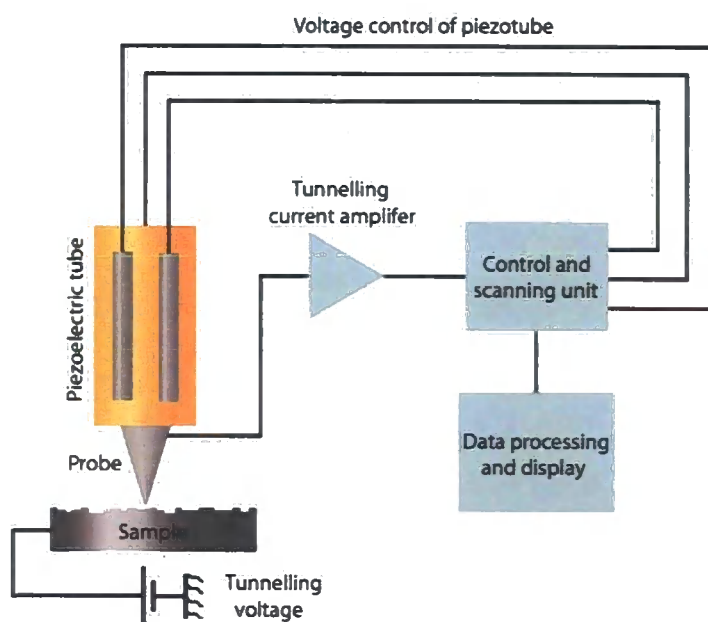 Voltage control of piezotube
Tunnelling
current amplifer
Piezoelectric tube
Control and
scanning unit
Probe
Data processing
and display
Sample
Tunnelling
voltage